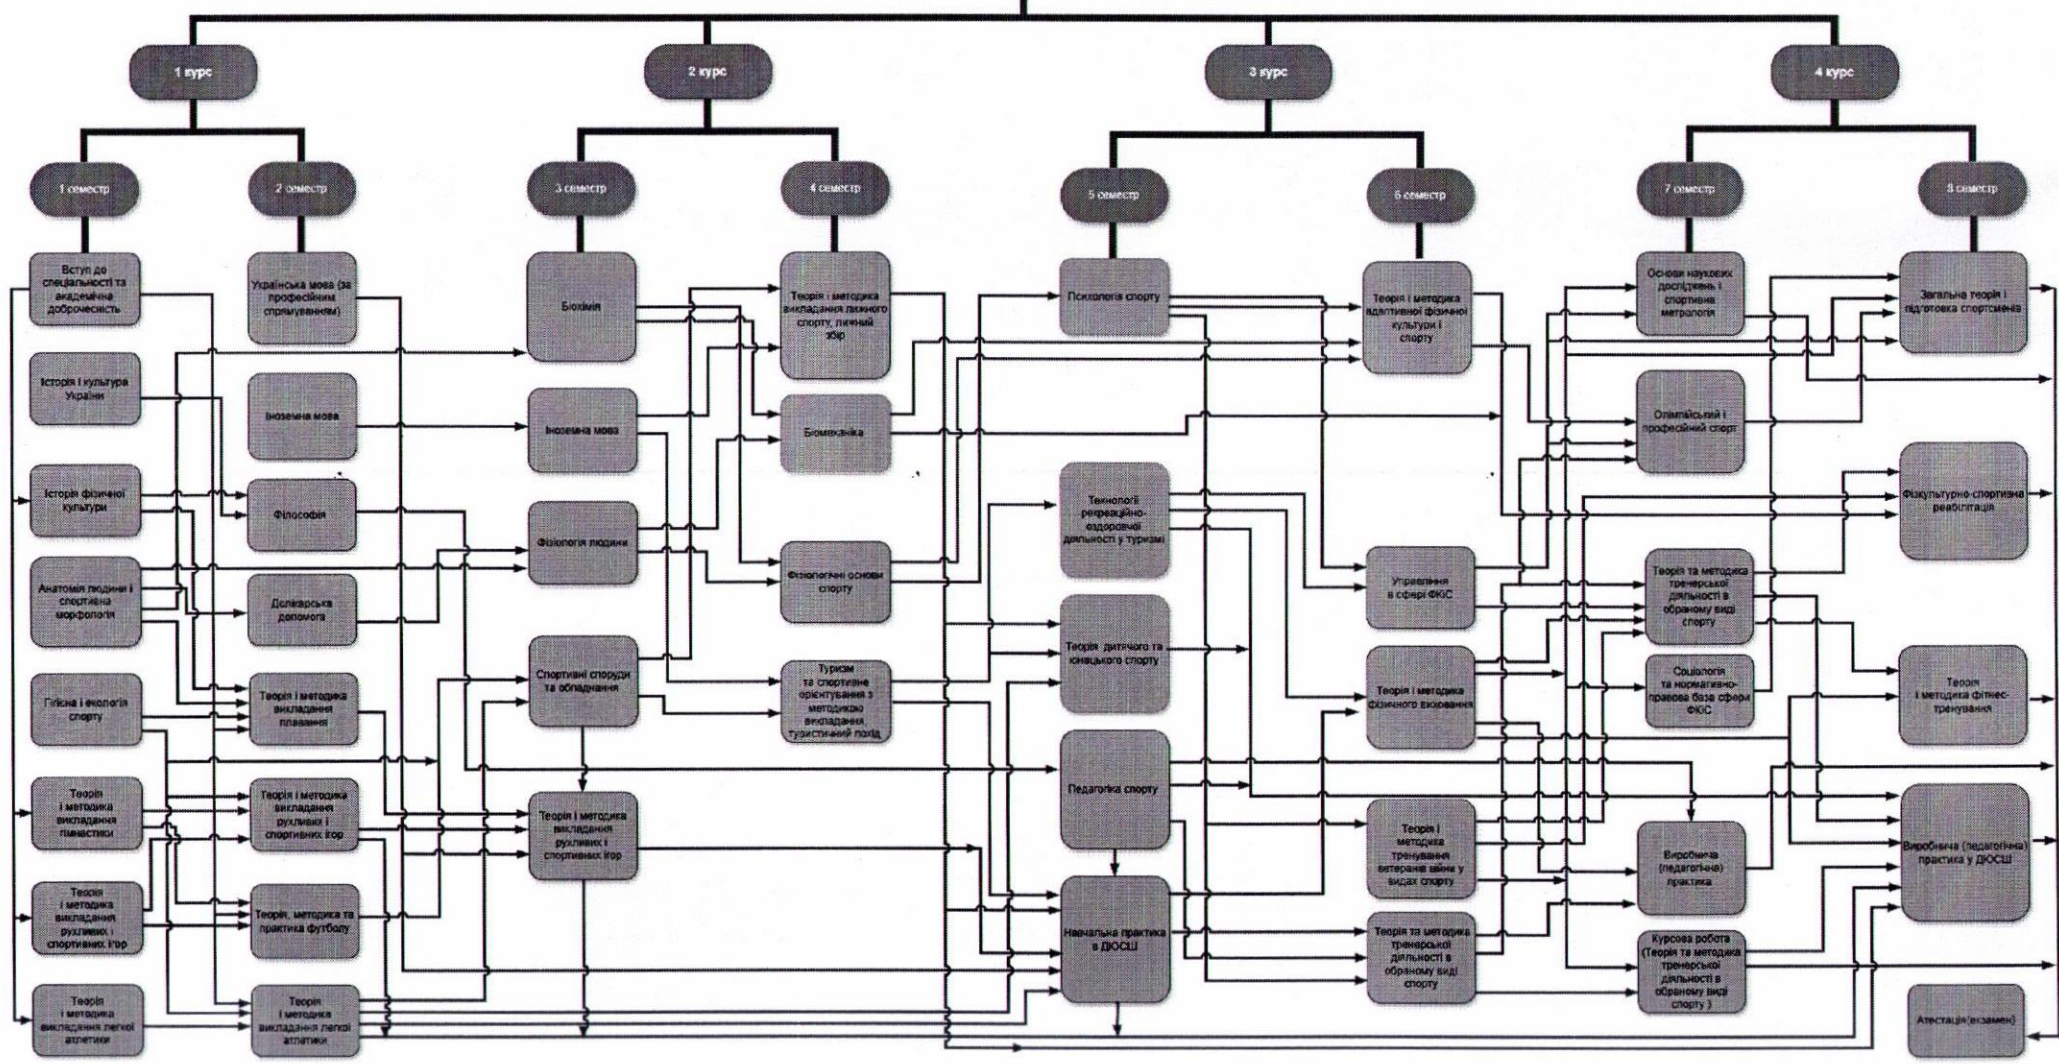 1 курс
2 курс
3 курс
4 курс
1 семестр
2 семестр
3 семестр
4 семестр
5 семестр
6 семестр
7 семестр
8 семестр
Вступ до
спеціальності та
академічна
доброчесність
Історія і культура
України
Історія фізичної
культури
Анатомія людини і
спортивна
морфологія
Гігієна і екологія
спорту
Теорія
і методика
викладання
гімнастики
Теорія
і методика
викладання
рухливих і
спортивних ігор
Теорія
і методика
викладання легкої
атлетики
Українська мова (за
професійним
спрямуванням)
Іноземна мова
Філософія
Долікарська
допомога
Теорія і методика
викладання
плавання
Теорія і методика
викладання
рухливих і
спортивних ігор
Теорія, методика та
практика футболу
Теорія
і методика
викладання легкої
атлетики
Біохімія
Іноземна мова
Фізіологія людини
Спортивні споруди
та обладнання
Теорія і методика
викладання
рухливих і
спортивних ігор
Теорія і методика
викладання лижного
спорту, лижний
збір
Біомеханіка
Фізіологічні основи
спорту
Туризм
та спортивне
орієнтування з
методикою
викладання,
туристичний похід
Психологія спорту
Технології
рекреаційно-
оздоровчої
діяльності у туризмі
Теорія дитячого та
юнацького спорту
Педагогіка спорту
Навчальна практика
в ДЮСШ
Теорія і методика
адаптивної фізичної
культури і
спорту
Управління
в сфері ФКіС
Теорія і методика
фізичного виховання
Теорія і
методика
тренування
ветеранів війни у
видах спорту
Теорія та методика
тренерської
діяльності в
обраному виді
спорту
Основи наукових
досліджень і
спортивна
метрологія
Олімпійський і
професійний спорт
Теорія та методика
тренерської
діяльності в
обраному виді
спорту
Соціологія
та нормативно-
правова база сфери
ФКіС
Виробнича
(педагогічна)
практика
Курсова робота
(Теорія та методика
тренерської
діяльності в
обраному виді
спорту )
Загальна теорія і
підготовка спортсменів
Фізкультурно-спортивна
реабілітація
Теорія
і методика фітнес-
тренування
Виробнича (педагогічна)
практика у ДЮСШ
Атестація(екзамен)